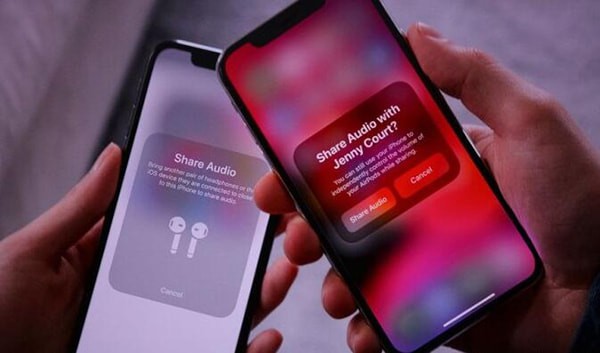 Share Audio
Bring another pair of headphones or the
iOS device they are connected to close
to this iPhone to share audio.
Cancel
Share Audio with
Jenny Court?
You can still use your iPhone to
independently control the volume of
your AirPods while sharing.
Share Audio
Cancel